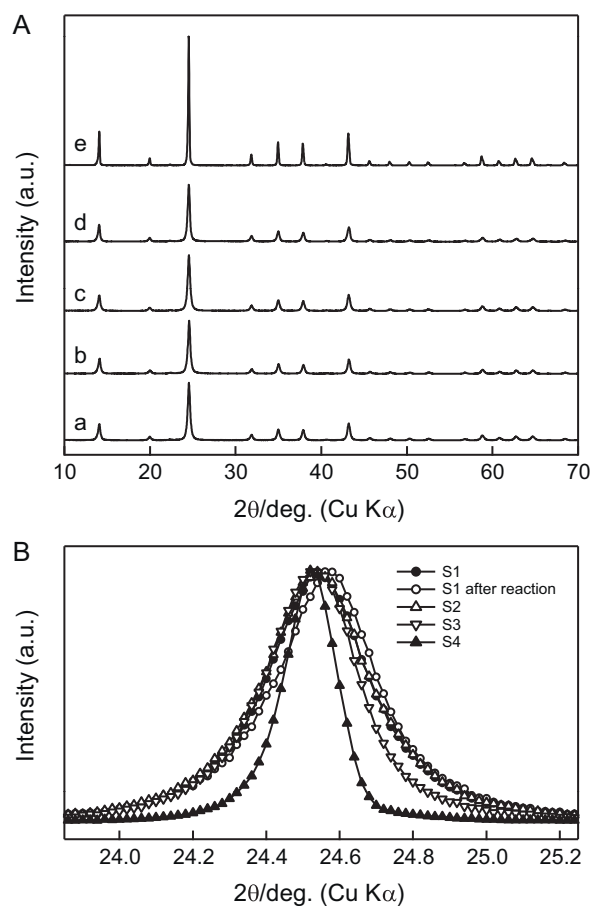 A
e
d
c
b
a
Intensity (a.u.)
10 20 30 40 50 60 70
2θ/deg. (Cu Kα)
B
S1
S1 after reaction
S2
S3
S4
Intensity (a.u.)
24.0 24.2 24.4 24.6 24.8 25.0 25.2
2θ/deg. (Cu Kα)